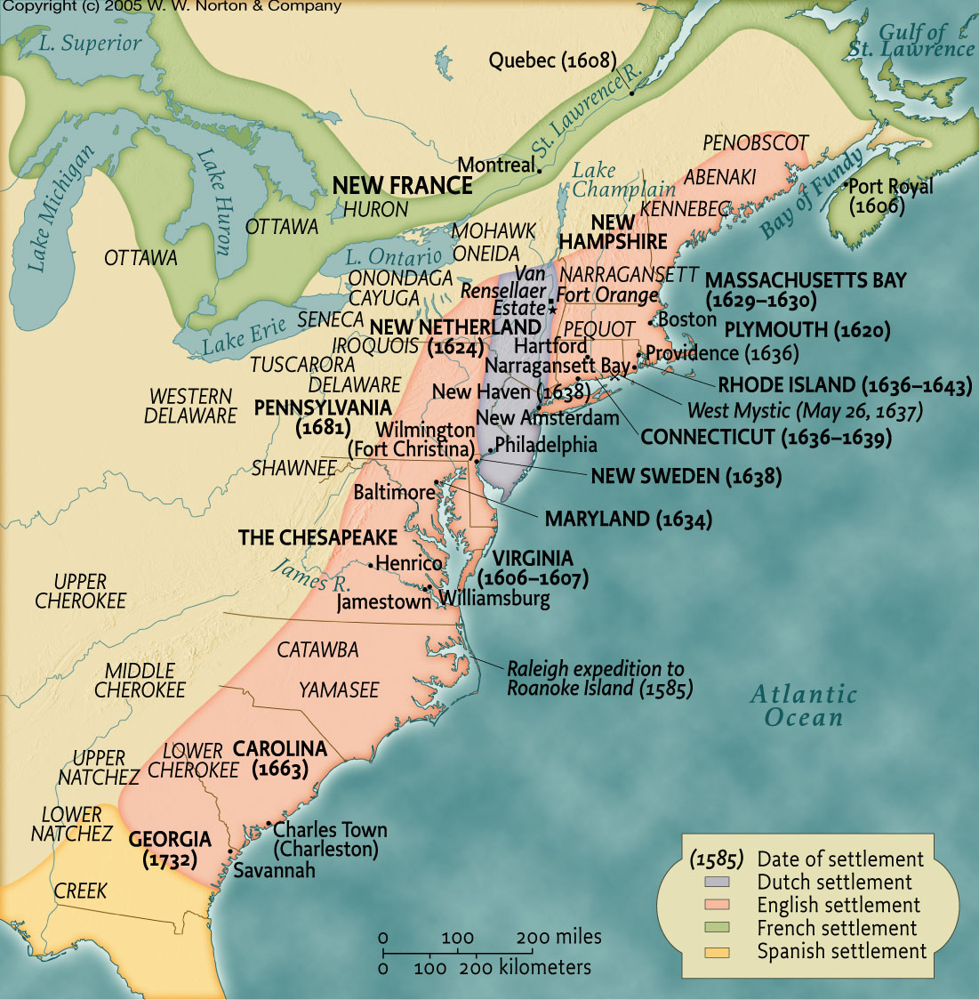 Copyright (c) 2005 W. W. Norton & Company
L. Superior
Gulf of
St. Lawrence
Quebec (1608)
St. Lawrence R.
PENOBSCOT
Montreal
Lake
Champlain
ABENAKI
Lake Michigan
Lake Huron
NEW FRANCE
HURON
KENNEBEC
Bay of Fundy
Port Royal
(1606)
OTTAWA
MOHAWK
NEW
HAMPSHIRE
OTTAWA
L. Ontario
ONEIDA
ONONDAGA
CAYUGA
Van
Rensellaer
Estate
NARRAGANSETT
Fort Orange
MASSACHUSETTS BAY
(1629–1630)
Lake Erie
SENECA
NEW NETHERLAND
(1624)
PEQUOT
Boston
PLYMOUTH (1620)
IROQUOIS
Hartford
Providence (1636)
TUSCARORA
Narragansett Bay
DELAWARE
New Haven (1638)
RHODE ISLAND (1636–1643)
WESTERN
DELAWARE
PENNSYLVANIA
(1681)
New Amsterdam
West Mystic (May 26, 1637)
Wilmington
(Fort Christina)
Philadelphia
CONNECTICUT (1636–1639)
SHAWNEE
NEW SWEDEN (1638)
Baltimore
MARYLAND (1634)
THE CHESAPEAKE
James R.
Henrico
VIRGINIA
(1606–1607)
UPPER
CHEROKEE
Jamestown
Williamsburg
CATAWBA
MIDDLE
CHEROKEE
YAMASEE
Raleigh expedition to
Roanoke Island (1585)
Atlantic
Ocean
UPPER
NATCHEZ
LOWER
CHEROKEE
CAROLINA
(1663)
LOWER
NATCHEZ
GEORGIA
(1732)
Charles Town
(Charleston)
Savannah
CREEK
(1585) Date of settlement
Dutch settlement
English settlement
French settlement
Spanish settlement
0 100 200 miles
0 100 200 kilometers